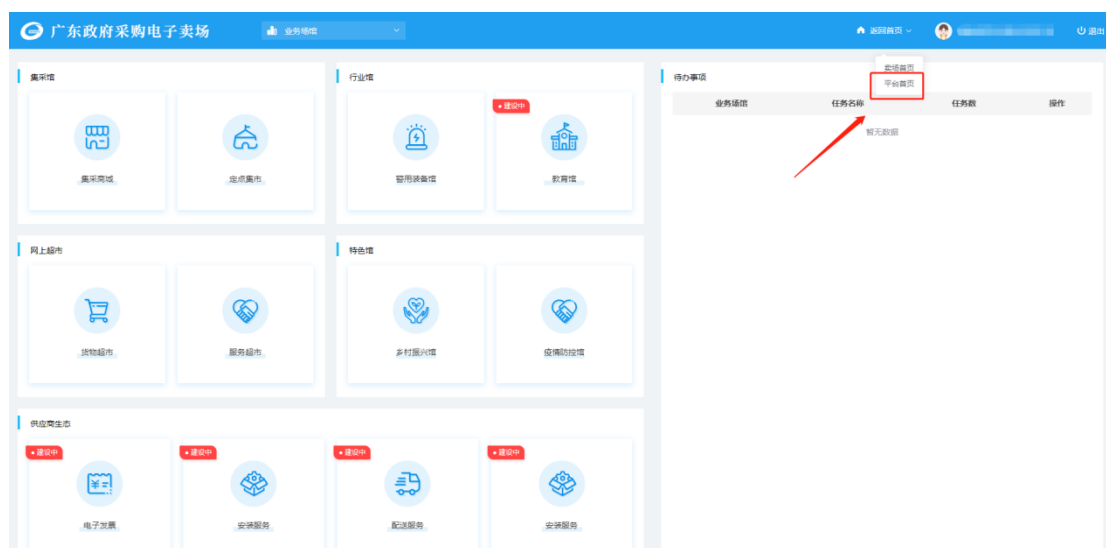 广东政府采购电子卖场
业务场馆
返回首页
退出
卖场首页
平台首页
集采馆
集采商城
定点集市
行业馆
警用装备馆
• 建设中
教育馆
网上超市
货物超市
服务超市
特色馆
乡村振兴馆
疫情防控馆
供应商生态
• 建设中
电子发票
• 建设中
安装服务
• 建设中
配送服务
• 建设中
安装服务
待办事项
业务场馆 任务名称 任务数 操作
暂无数据